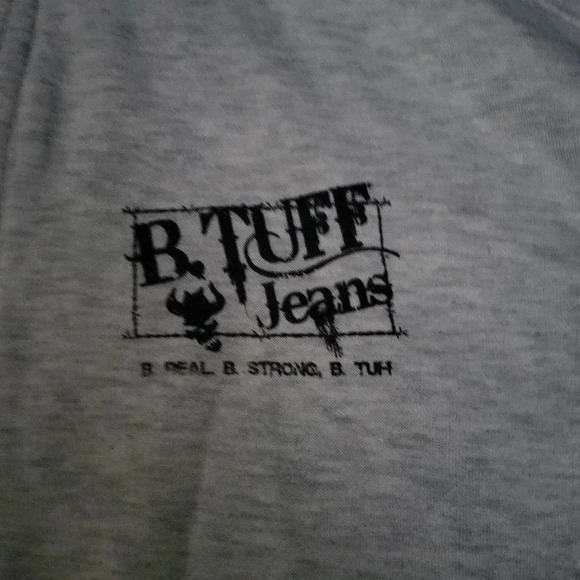 B. TUFF
Jeans
B. REAL B. STRONG, B. TUFF